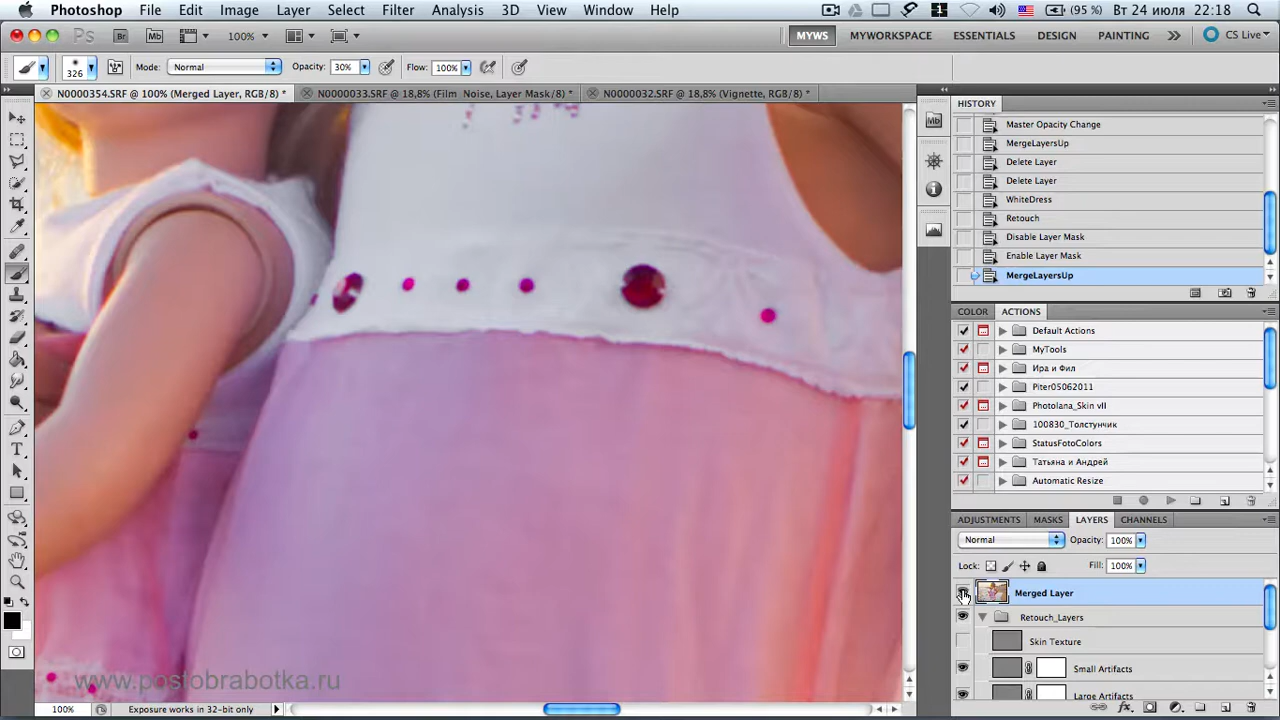 Photoshop File Edit Image Layer Select Filter Analysis 3D View Window Help 1 (95 %) Вт 24 июля 22:18
Ps Br Mb 100% MYWS MYWORKSPACE ESSENTIALS DESIGN PAINTING CS Live
326 Mode: Normal Opacity: 30% Flow: 100%
N0000354.SRF @ 100% (Merged Layer, RGB/8) * N0000033.SRF @ 18,8% (Film Noise, Layer Mask/8) * N0000032.SRF @ 18,8% (Vignette, RGB/8) *
HISTORY
Master Opacity Change
MergeLayersUp
Delete Layer
Delete Layer
WhiteDress
Retouch
Disable Layer Mask
Enable Layer Mask
MergeLayersUp
COLOR ACTIONS
Default Actions
MyTools
Ира и Фил
Piter05062011
Photolana_Skin vII
100830_Толстунчик
StatusFotoColors
Татьяна и Андрей
Automatic Resize
ADJUSTMENTS MASKS LAYERS CHANNELS
Normal Opacity: 100%
Lock: Fill: 100%
Merged Layer
Retouch_Layers
Skin Texture
Small Artifacts
Large Artifacts
www.postobrabotka.ru
100% Exposure works in 32-bit only